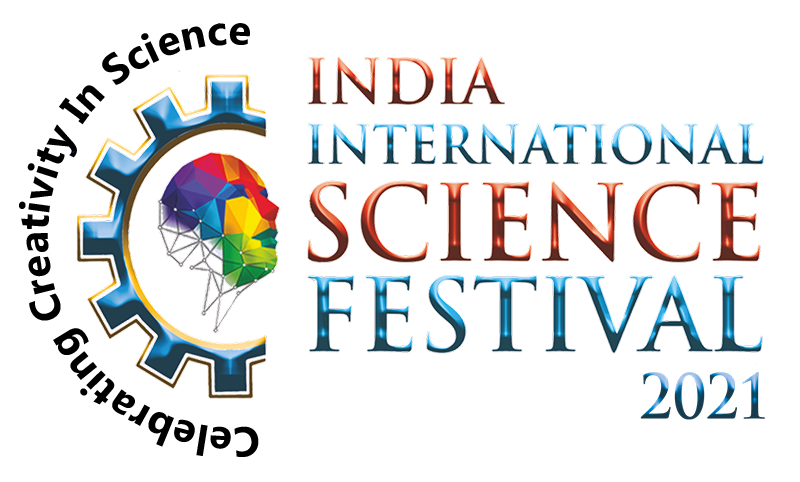 Celebrating Creativity In Science
INDIA
INTERNATIONAL
SCIENCE
FESTIVAL
2021